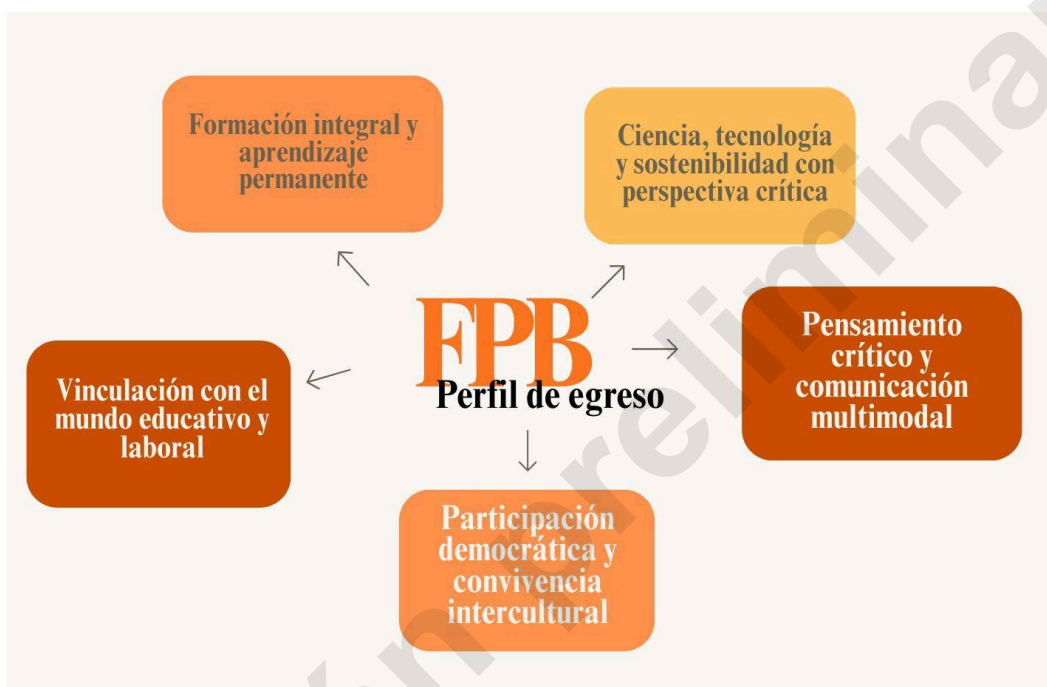 Formación integral y
aprendizaje
permanente
Ciencia, tecnología
y sostenibilidad con
perspectiva crítica
FPB
Perfil de egreso
Pensamiento
crítico y
comunicación
multimodal
Vinculación con el
mundo educativo y
laboral
Participación
democrática y
convivencia
intercultural